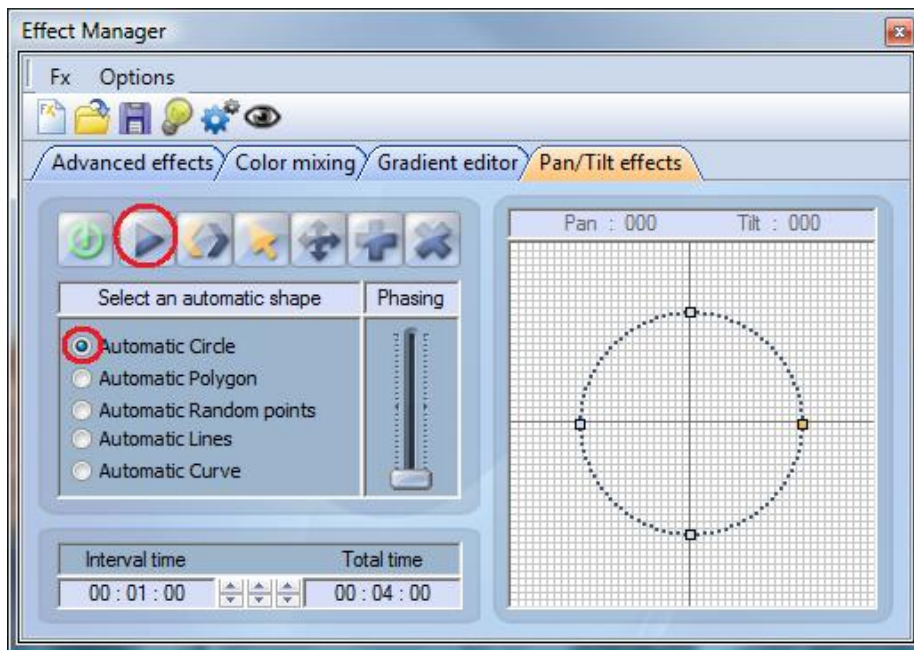 Effect Manager
Fx Options
Advanced effects Color mixing Gradient editor Pan/Tilt effects
Pan : 000 Tilt : 000
Select an automatic shape Phasing
Automatic Circle
Automatic Polygon
Automatic Random points
Automatic Lines
Automatic Curve
Interval time Total time
00 : 01 : 00 00 : 04 : 00